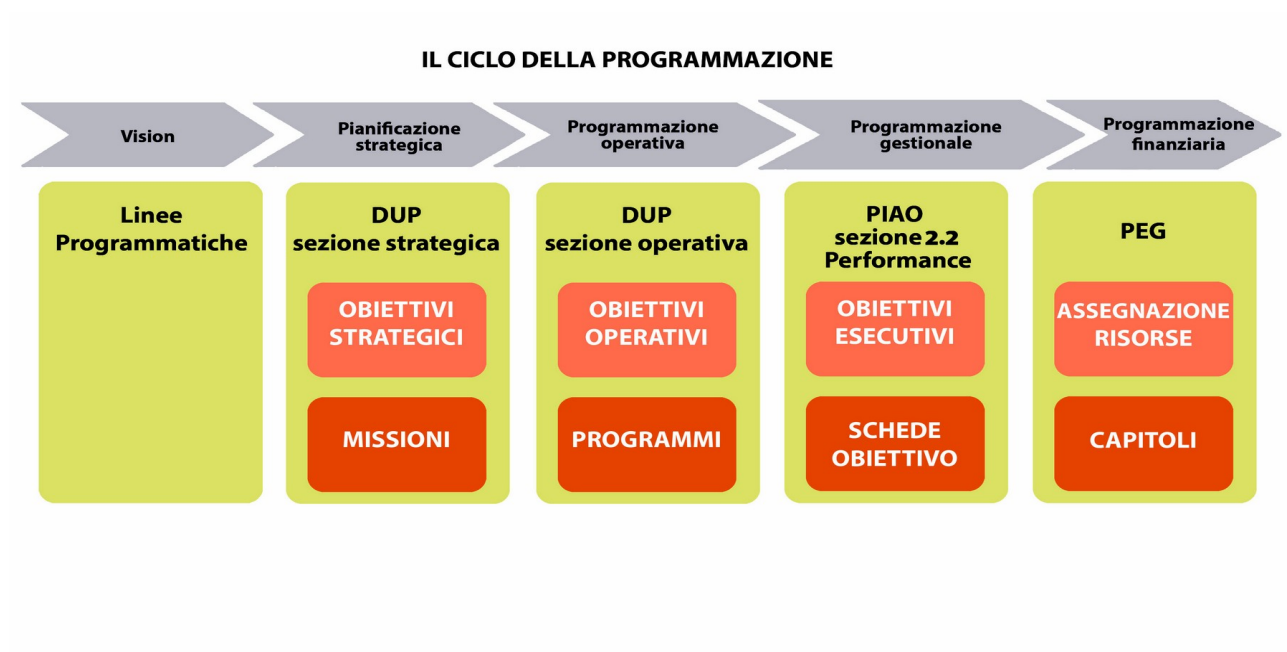 IL CICLO DELLA PROGRAMMAZIONE
Vision
Pianificazione
strategica
Programmazione
operativa
Programmazione
gestionale
Programmazione
finanziaria
Linee
Programmatiche
DUP
sezione strategica
OBIETTIVI
STRATEGICI
MISSIONI
DUP
sezione operativa
OBIETTIVI
OPERATIVI
PROGRAMMI
PIAO
sezione 2.2
Performance
OBIETTIVI
ESECUTIVI
SCHEDE
OBIETTIVO
PEG
ASSEGNAZIONE
RISORSE
CAPITOLI